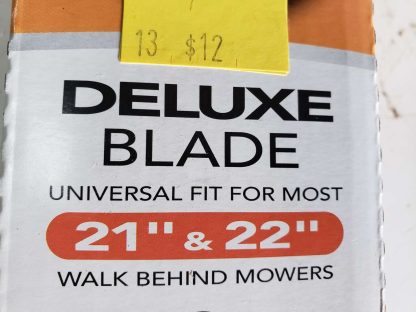 13 $12
DELUXE
BLADE
UNIVERSAL FIT FOR MOST
21" & 22"
WALK BEHIND MOWERS